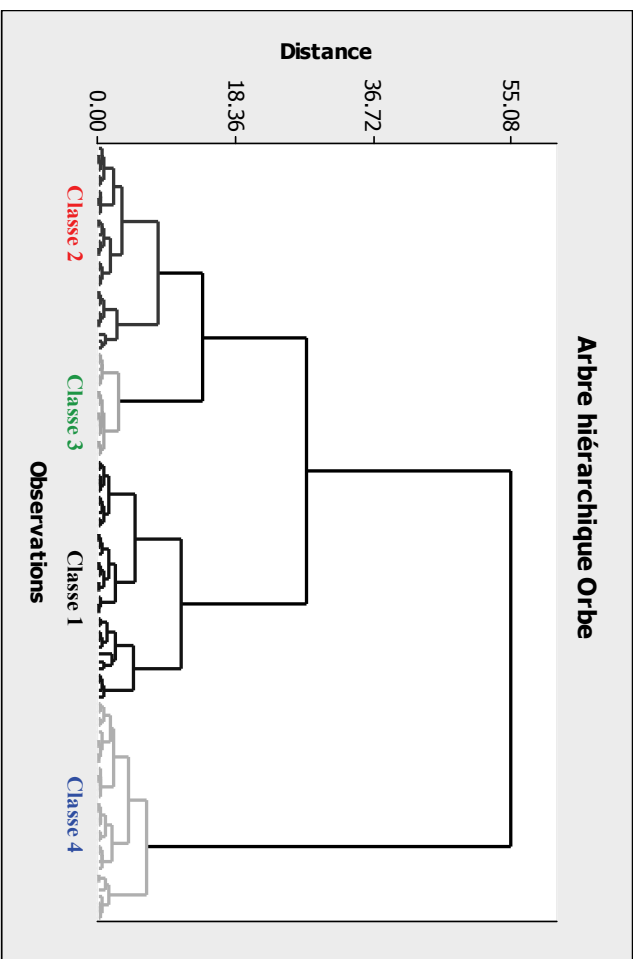 Arbre hiérarchique Orbe
Distance
55.08
36.72
18.36
0.00
Classe 2
Classe 3
Classe 1
Classe 4
Observations